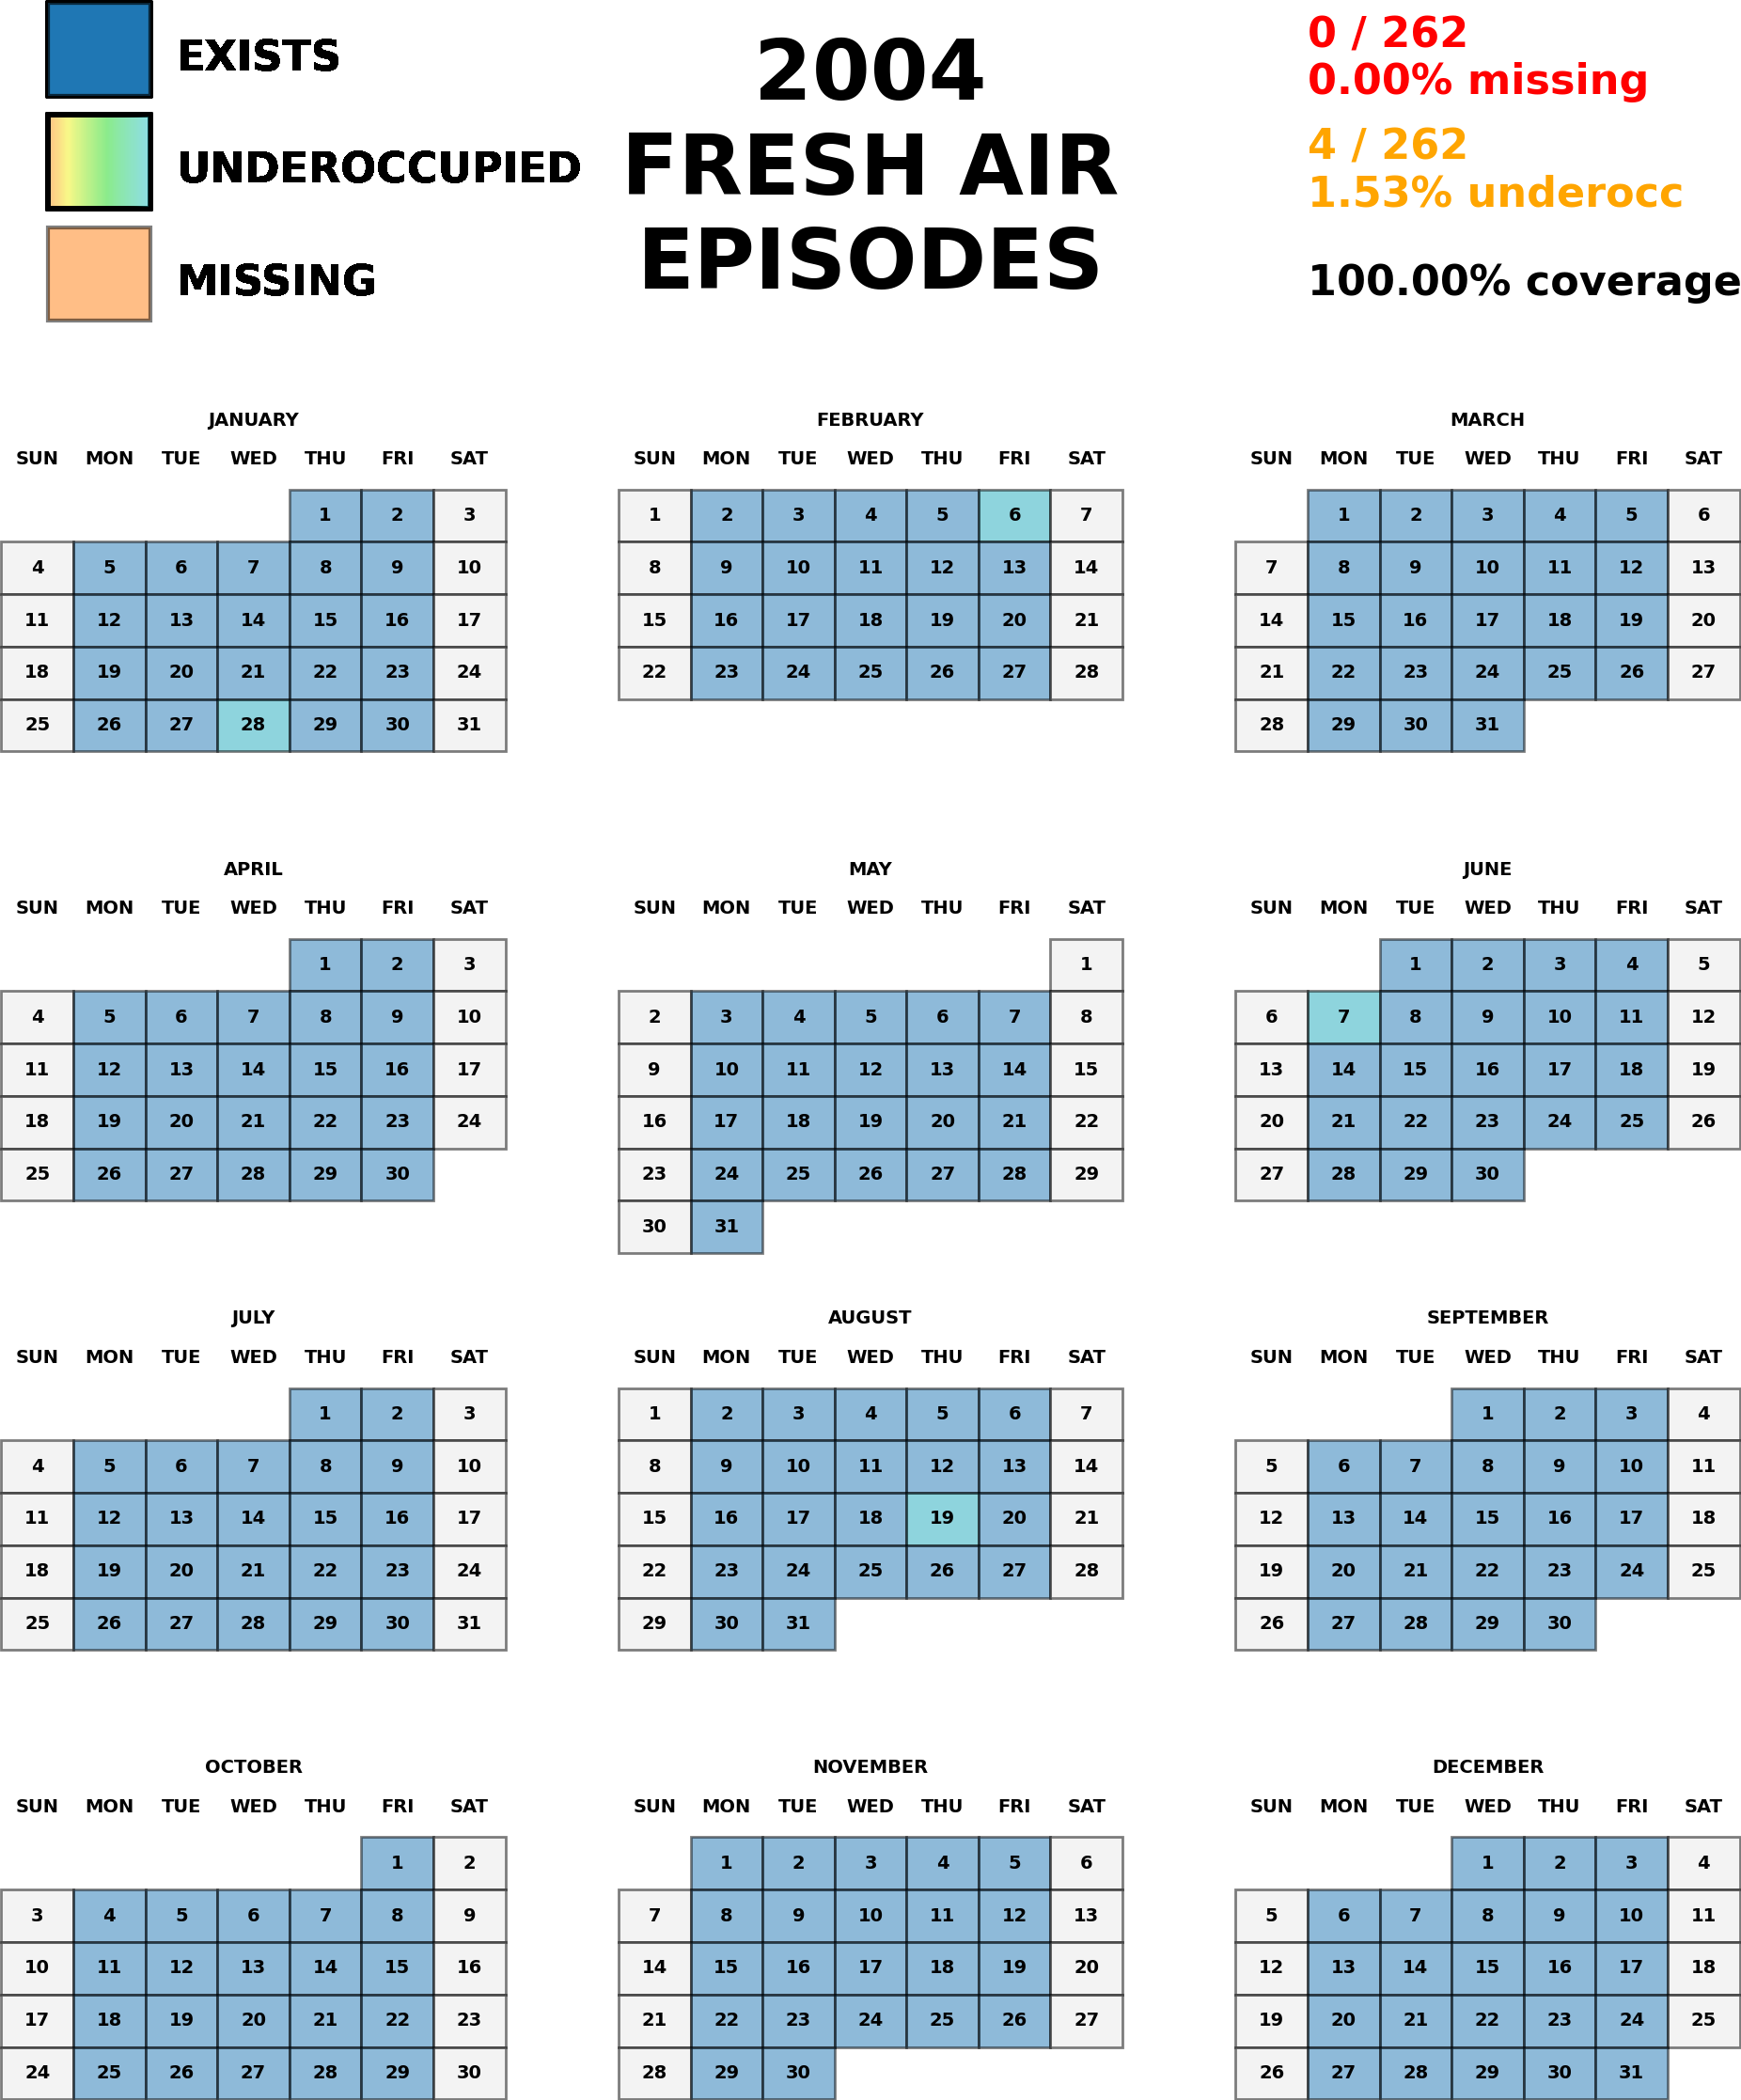 EXISTS
UNDEROCCUPIED
MISSING
2004
FRESH AIR
EPISODES
0 / 262
0.00% missing
4 / 262
1.53% underocc
100.00% coverage
JANUARY
SUN MON TUE WED THU FRI SAT
1 2 3
4 5 6 7 8 9 10
11 12 13 14 15 16 17
18 19 20 21 22 23 24
25 26 27 28 29 30 31
FEBRUARY
SUN MON TUE WED THU FRI SAT
1 2 3 4 5 6 7
8 9 10 11 12 13 14
15 16 17 18 19 20 21
22 23 24 25 26 27 28
MARCH
SUN MON TUE WED THU FRI SAT
1 2 3 4 5 6
7 8 9 10 11 12 13
14 15 16 17 18 19 20
21 22 23 24 25 26 27
28 29 30 31
APRIL
SUN MON TUE WED THU FRI SAT
1 2 3
4 5 6 7 8 9 10
11 12 13 14 15 16 17
18 19 20 21 22 23 24
25 26 27 28 29 30
MAY
SUN MON TUE WED THU FRI SAT
1
2 3 4 5 6 7 8
9 10 11 12 13 14 15
16 17 18 19 20 21 22
23 24 25 26 27 28 29
30 31
JUNE
SUN MON TUE WED THU FRI SAT
1 2 3 4 5
6 7 8 9 10 11 12
13 14 15 16 17 18 19
20 21 22 23 24 25 26
27 28 29 30
JULY
SUN MON TUE WED THU FRI SAT
1 2 3
4 5 6 7 8 9 10
11 12 13 14 15 16 17
18 19 20 21 22 23 24
25 26 27 28 29 30 31
AUGUST
SUN MON TUE WED THU FRI SAT
1 2 3 4 5 6 7
8 9 10 11 12 13 14
15 16 17 18 19 20 21
22 23 24 25 26 27 28
29 30 31
SEPTEMBER
SUN MON TUE WED THU FRI SAT
1 2 3 4
5 6 7 8 9 10 11
12 13 14 15 16 17 18
19 20 21 22 23 24 25
26 27 28 29 30
OCTOBER
SUN MON TUE WED THU FRI SAT
1 2
3 4 5 6 7 8 9
10 11 12 13 14 15 16
17 18 19 20 21 22 23
24 25 26 27 28 29 30
NOVEMBER
SUN MON TUE WED THU FRI SAT
1 2 3 4 5 6
7 8 9 10 11 12 13
14 15 16 17 18 19 20
21 22 23 24 25 26 27
28 29 30
DECEMBER
SUN MON TUE WED THU FRI SAT
1 2 3 4
5 6 7 8 9 10 11
12 13 14 15 16 17 18
19 20 21 22 23 24 25
26 27 28 29 30 31